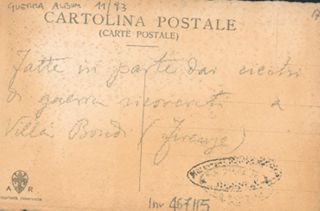 GUERRA ALBUM 11/93
CARTOLINA POSTALE
(CARTE POSTALE)
Fatte in parte dai ciechi
di guerra ricoverati a
Villa Bondi (Firenze)
A R
Inv 467115